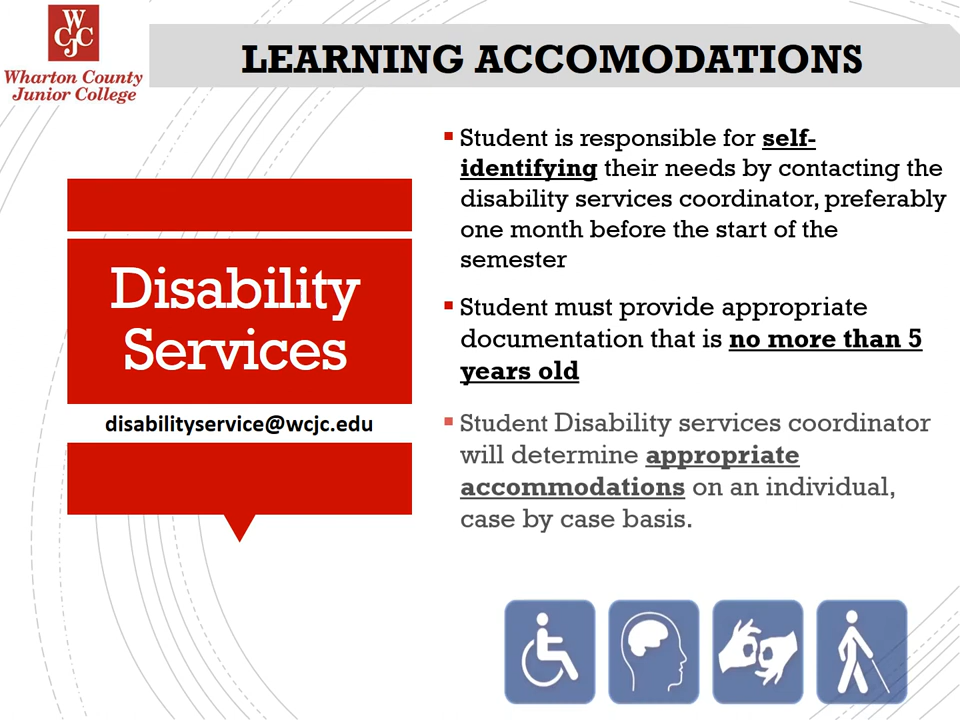 W
CJC
Wharton County
Junior College
LEARNING ACCOMODATIONS
Disability
Services
disabilityservice@wcjc.edu
▪ Student is responsible for self-
identifying their needs by contacting the
disability services coordinator, preferably
one month before the start of the
semester
▪ Student must provide appropriate
documentation that is no more than 5
years old
▪ Student Disability services coordinator
will determine appropriate
accommodations on an individual,
case by case basis.